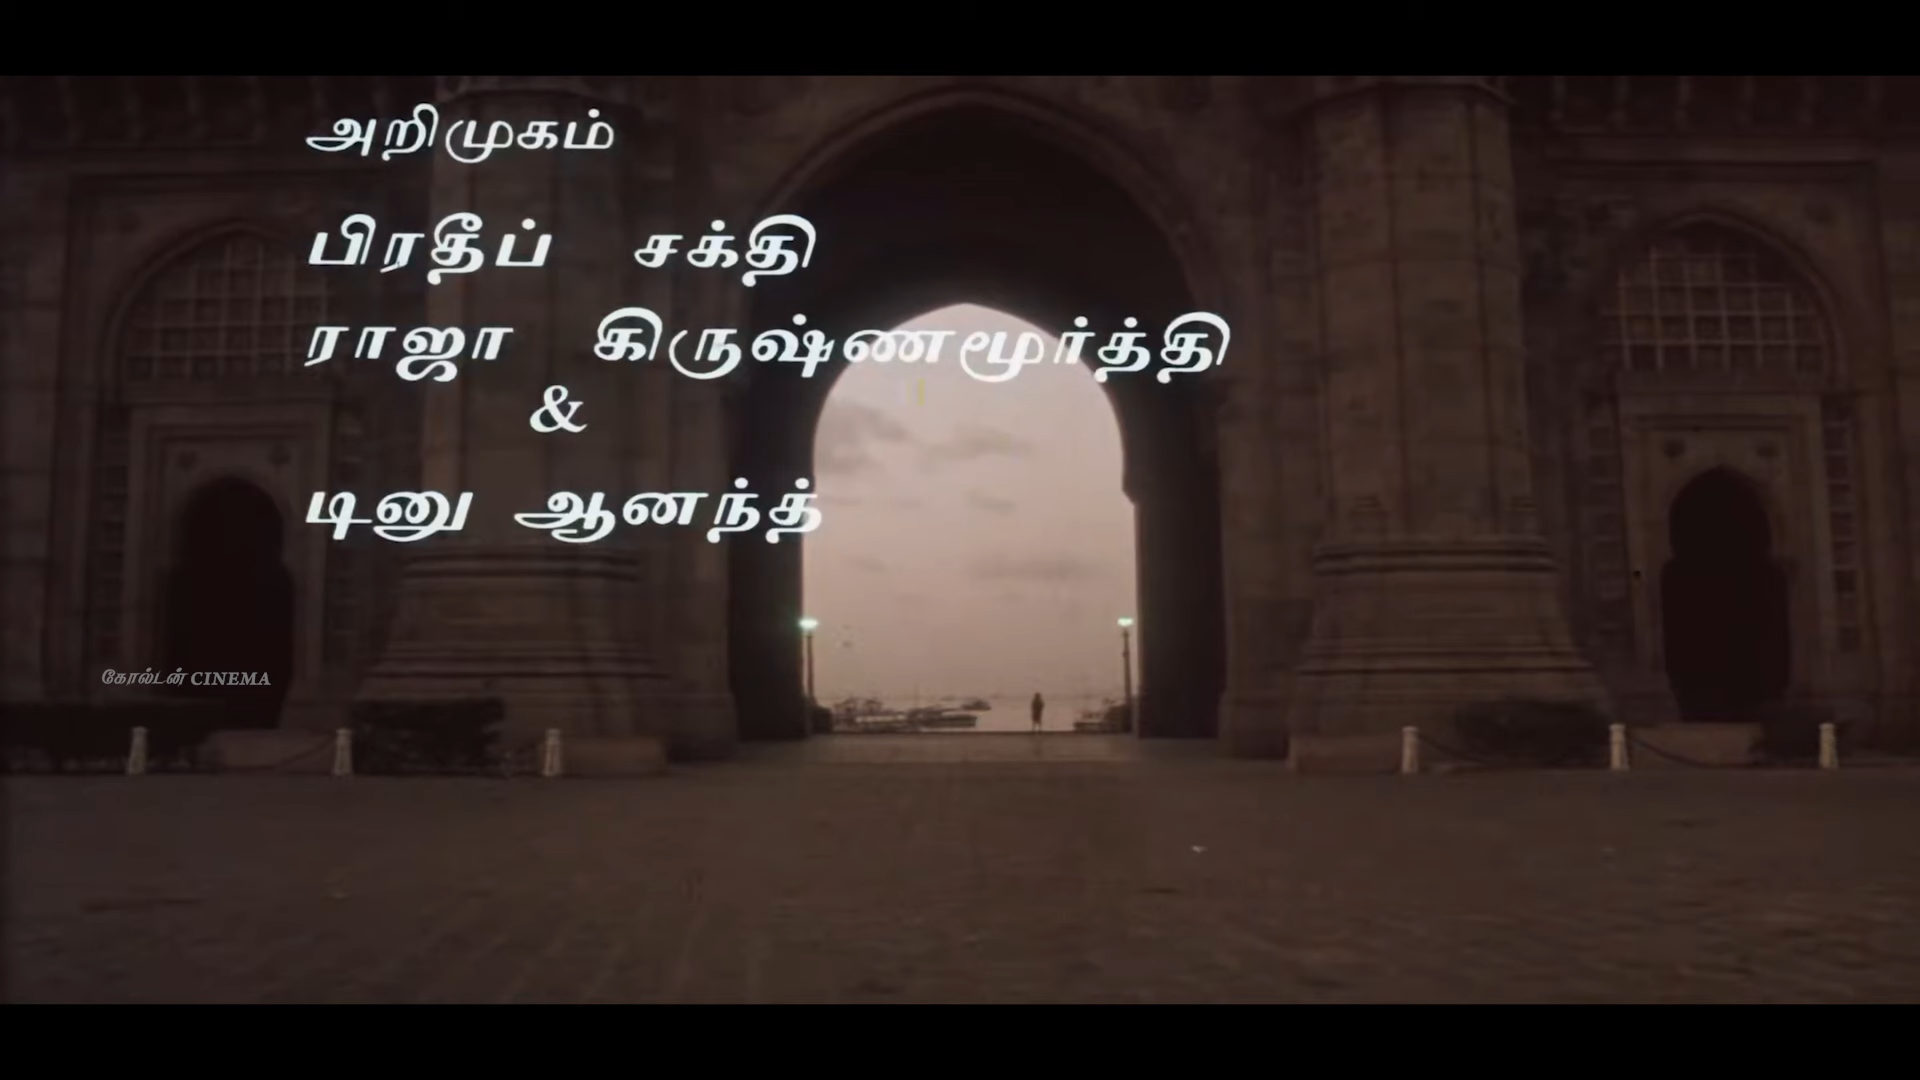 அறிமுகம்
பிரதீப் சக்தி
ராஜா கிருஷ்ணமூர்த்தி
&
டினு ஆனந்த்
கோல்டன் CINEMA